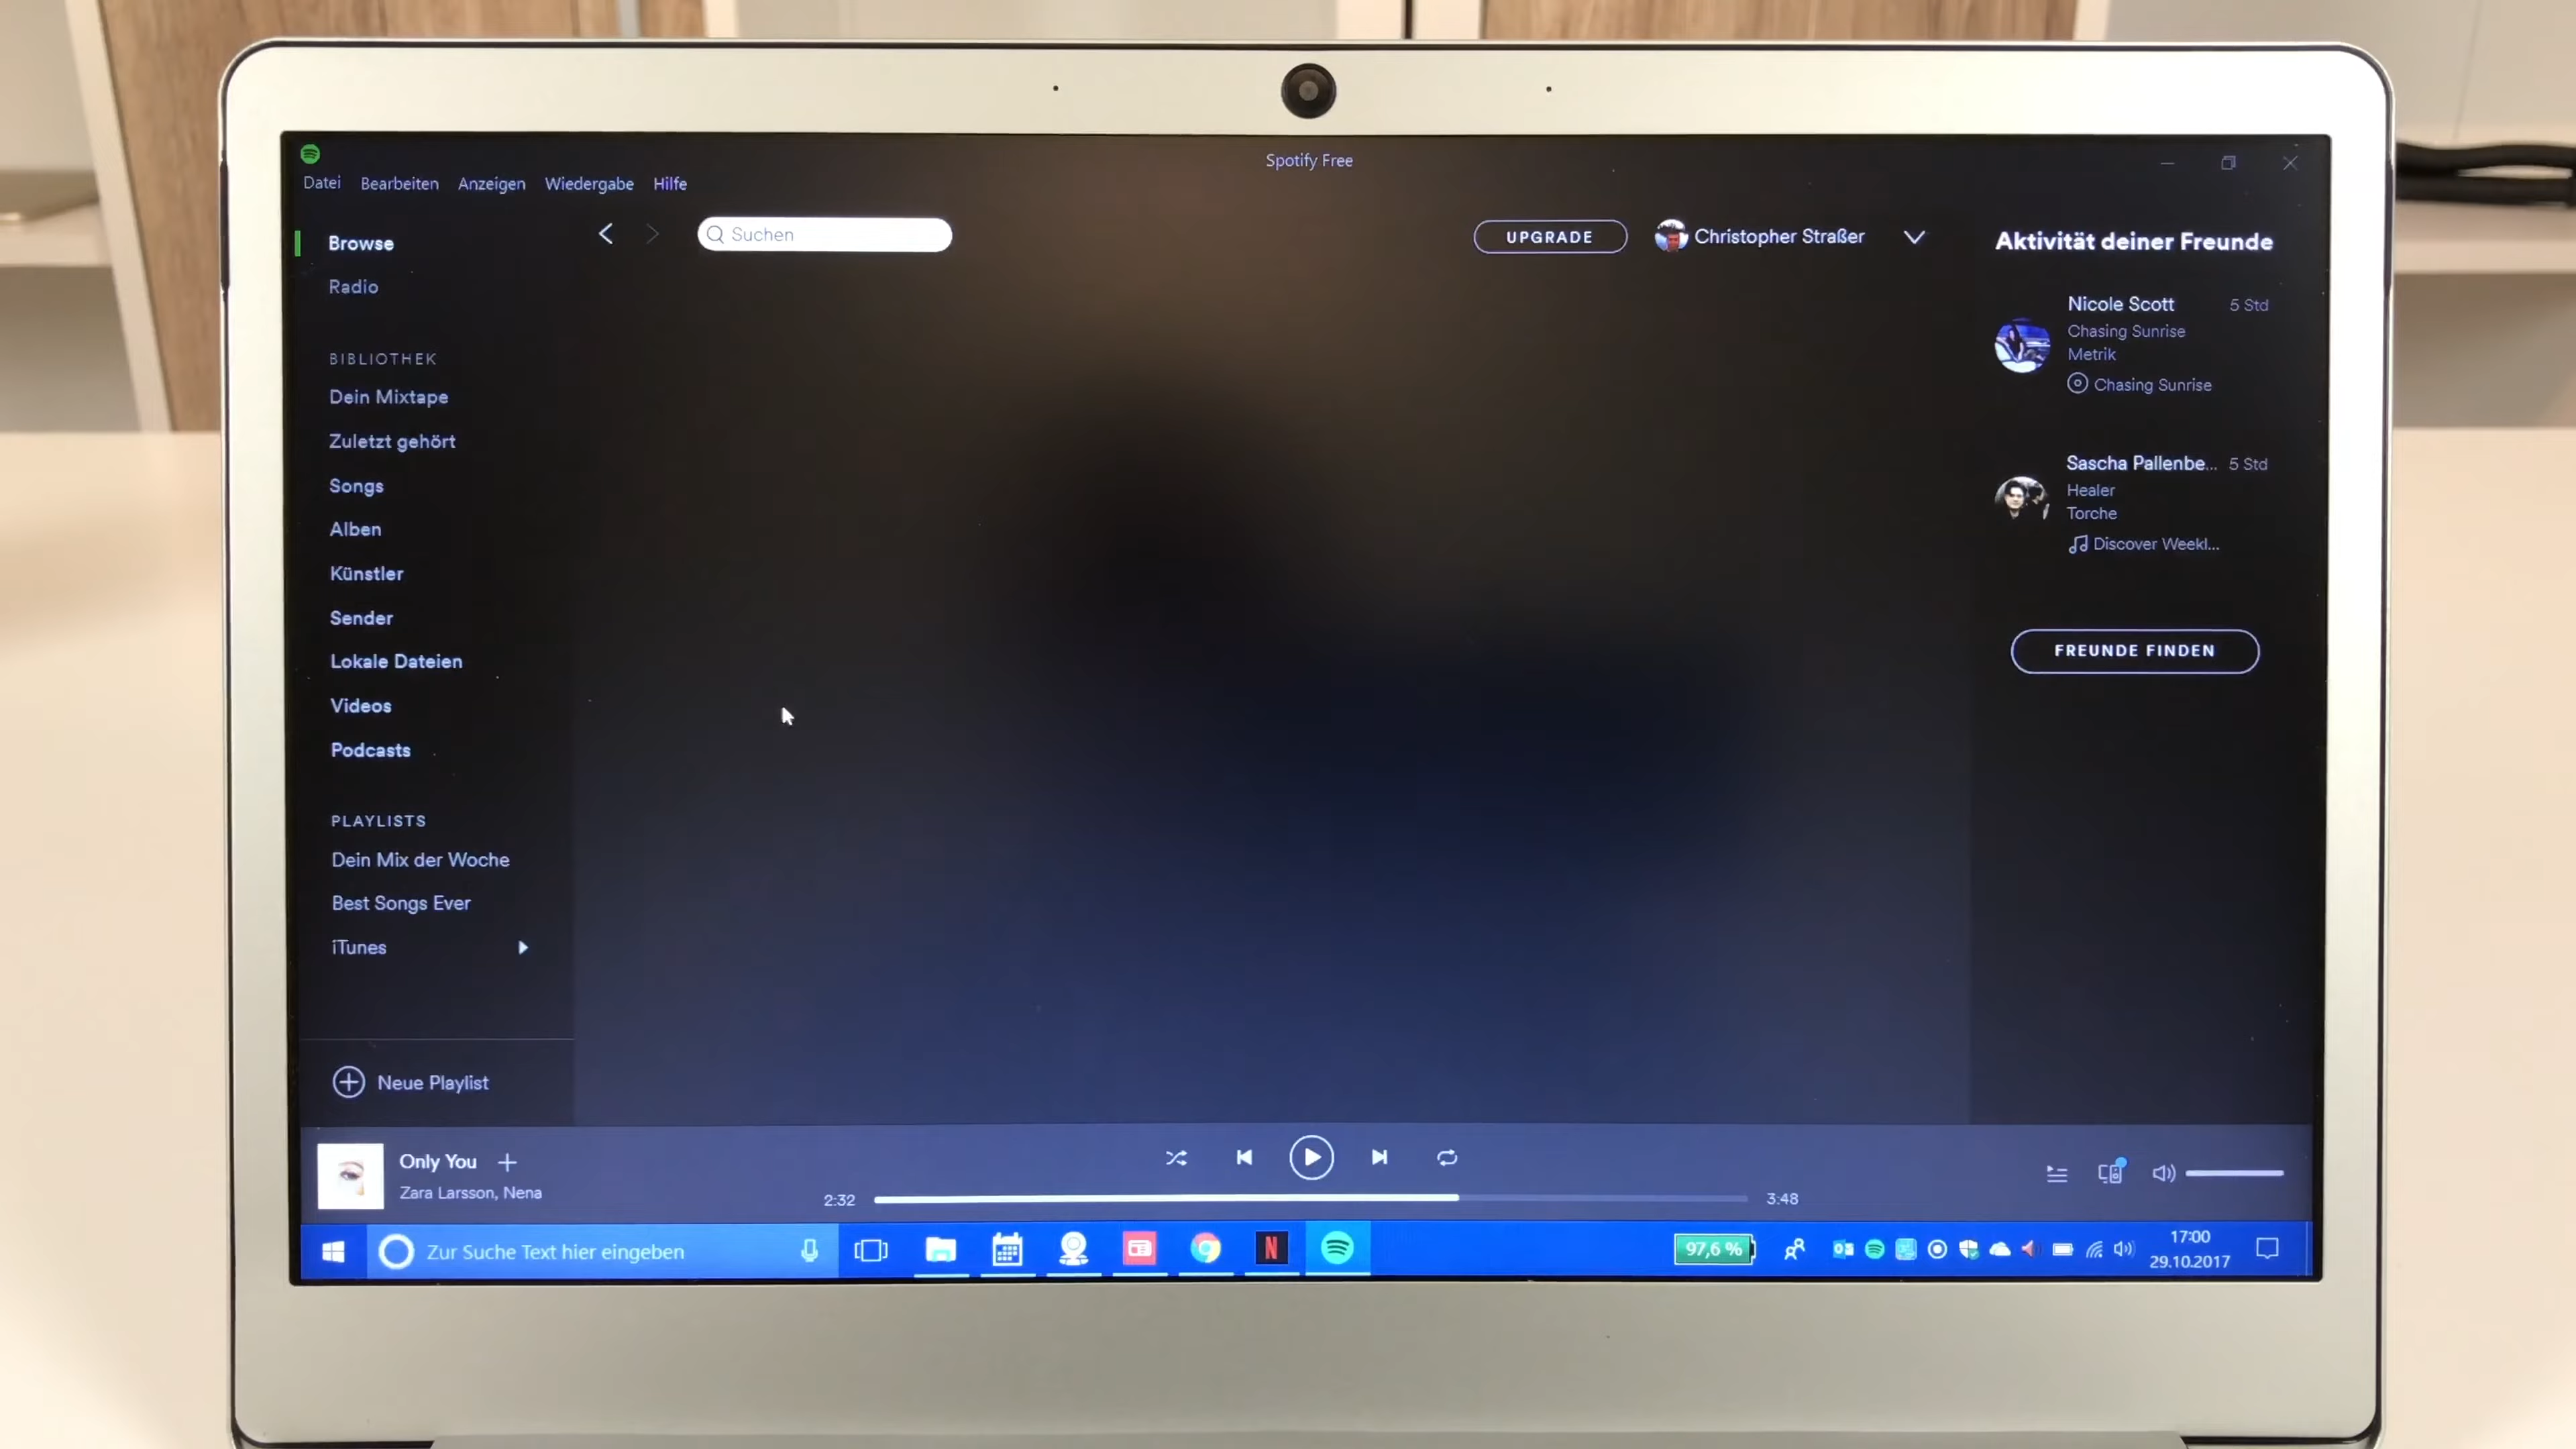 Spotify Free
Datei Bearbeiten Anzeigen Wiedergabe Hilfe
Suchen
UPGRADE
Christopher Straßer
Browse
Radio
BIBLIOTHEK
Dein Mixtape
Zuletzt gehört
Songs
Alben
Künstler
Sender
Lokale Dateien
Videos
Podcasts
PLAYLISTS
Dein Mix der Woche
Best Songs Ever
iTunes
Neue Playlist
Aktivität deiner Freunde
Nicole Scott 5 Std
Chasing Sunrise
Metrik
Chasing Sunrise
Sascha Pallenbe... 5 Std
Healer
Torche
Discover Weekl...
FREUNDE FINDEN
Only You
Zara Larsson, Nena
2:32
3:48
Zur Suche Text hier eingeben
N
97,6 %
17:00
29.10.2017